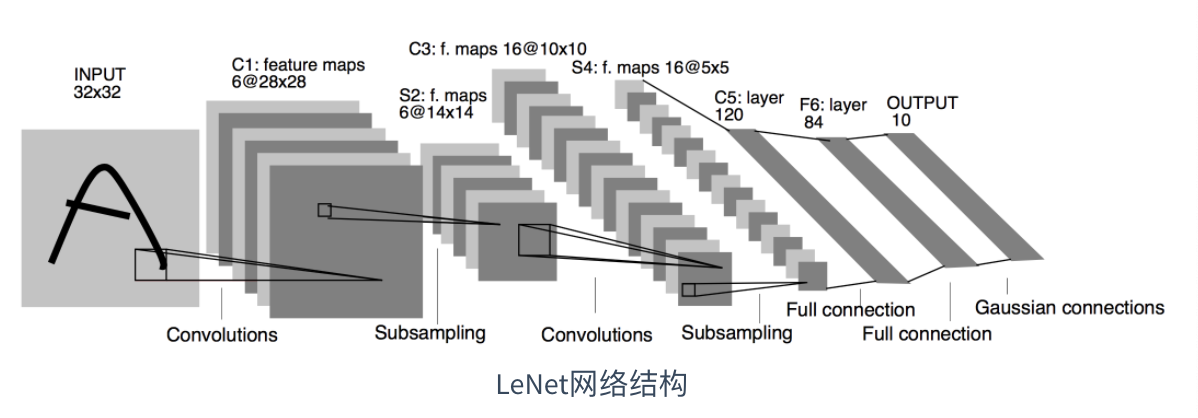 INPUT
32x32
C1: feature maps
6@28x28
S2: f. maps
6@14x14
C3: f. maps 16@10x10
S4: f. maps 16@5x5
C5: layer
120
F6: layer
84
OUTPUT
10
Convolutions
Subsampling
Convolutions
Subsampling
Full connection
Full connection
Gaussian connections
LeNet网络结构